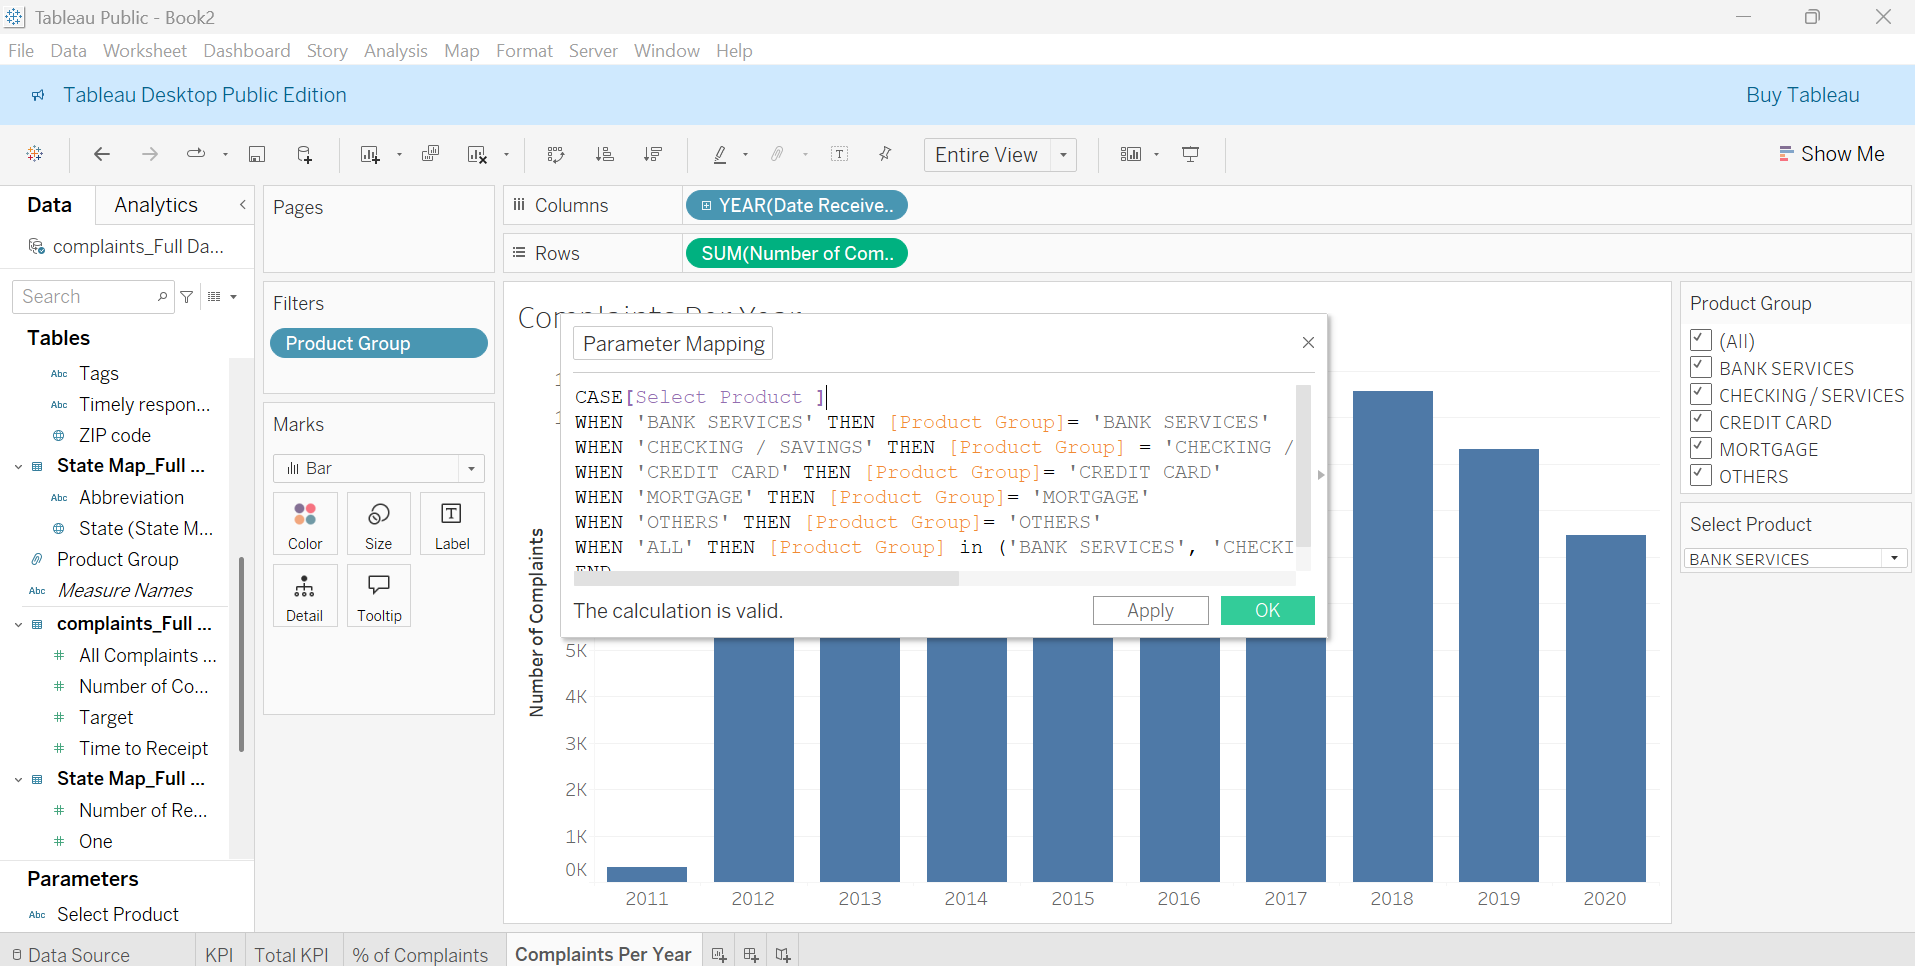 Tableau Public - Book2
File Data Worksheet Dashboard Story Analysis Map Format Server Window Help
Tableau Desktop Public Edition
Buy Tableau
Entire View
Show Me
Data
Analytics
complaints_Full Da...
Search
Tables
Abc Tags
Abc Timely respon...
ZIP code
State Map_Full ...
Abc Abbreviation
State (State M...
Product Group
Abc Measure Names
complaints_Full ...
# All Complaints ...
# Number of Co...
# Target
# Time to Receipt
State Map_Full ...
# Number of Re...
# One
Parameters
Abc Select Product
Pages
Filters
Product Group
Marks
Bar
Color
Size
Label
Detail
Tooltip
Columns
YEAR(Date Receive..
Rows
SUM(Number of Com..
Parameter Mapping
CASE[Select Product ]
WHEN 'BANK SERVICES' THEN [Product Group]= 'BANK SERVICES'
WHEN 'CHECKING / SAVINGS' THEN [Product Group] = 'CHECKING /
WHEN 'CREDIT CARD' THEN [Product Group]= 'CREDIT CARD'
WHEN 'MORTGAGE' THEN [Product Group]= 'MORTGAGE'
WHEN 'OTHERS' THEN [Product Group]= 'OTHERS'
WHEN 'ALL' THEN [Product Group] in ('BANK SERVICES', 'CHECKI
END
The calculation is valid.
Apply
OK
Number of Complaints
5K
4K
3K
2K
1K
0K
2011 2012 2013 2014 2015 2016 2017 2018 2019 2020
Product Group
(All)
BANK SERVICES
CHECKING / SERVICES
CREDIT CARD
MORTGAGE
OTHERS
Select Product
BANK SERVICES
Data Source
KPI
Total KPI
% of Complaints
Complaints Per Year